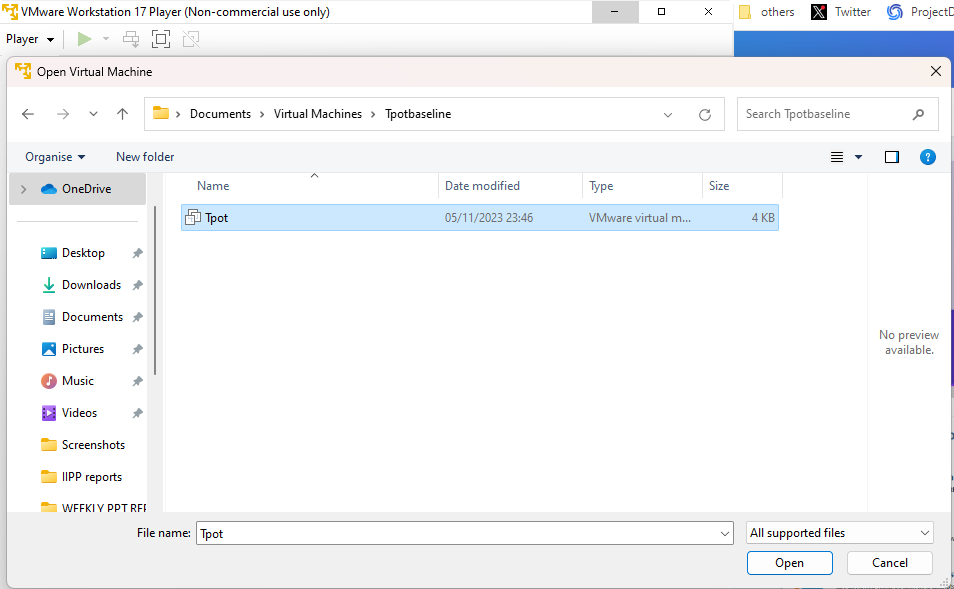 VMware Workstation 17 Player (Non-commercial use only)
others Twitter ProjectD
Player
Open Virtual Machine
Documents Virtual Machines Tpotbaseline
Search Tpotbaseline
Organise New folder
OneDrive
Name Date modified Type Size
Tpot 05/11/2023 23:46 VMware virtual m... 4 KB
Desktop
Downloads
Documents
No preview
available.
Pictures
Music
Videos
Screenshots
IIPP reports
WEEKLY PPT REF
File name: Tpot All supported files
Open Cancel